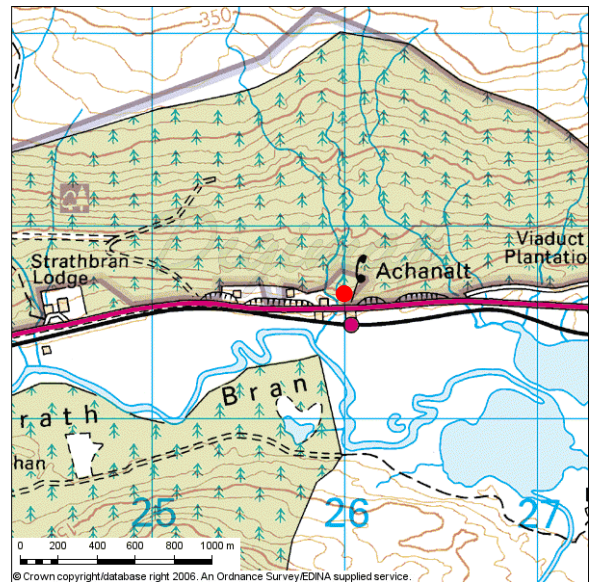 350
Strathbran
Lodge
Achanalt
Viaduct
Plantatio
Bran
rath
han
25
26
27
0 200 400 600 800 1000 m
© Crown copyright/database right 2006. An Ordnance Survey/EDINA supplied service.